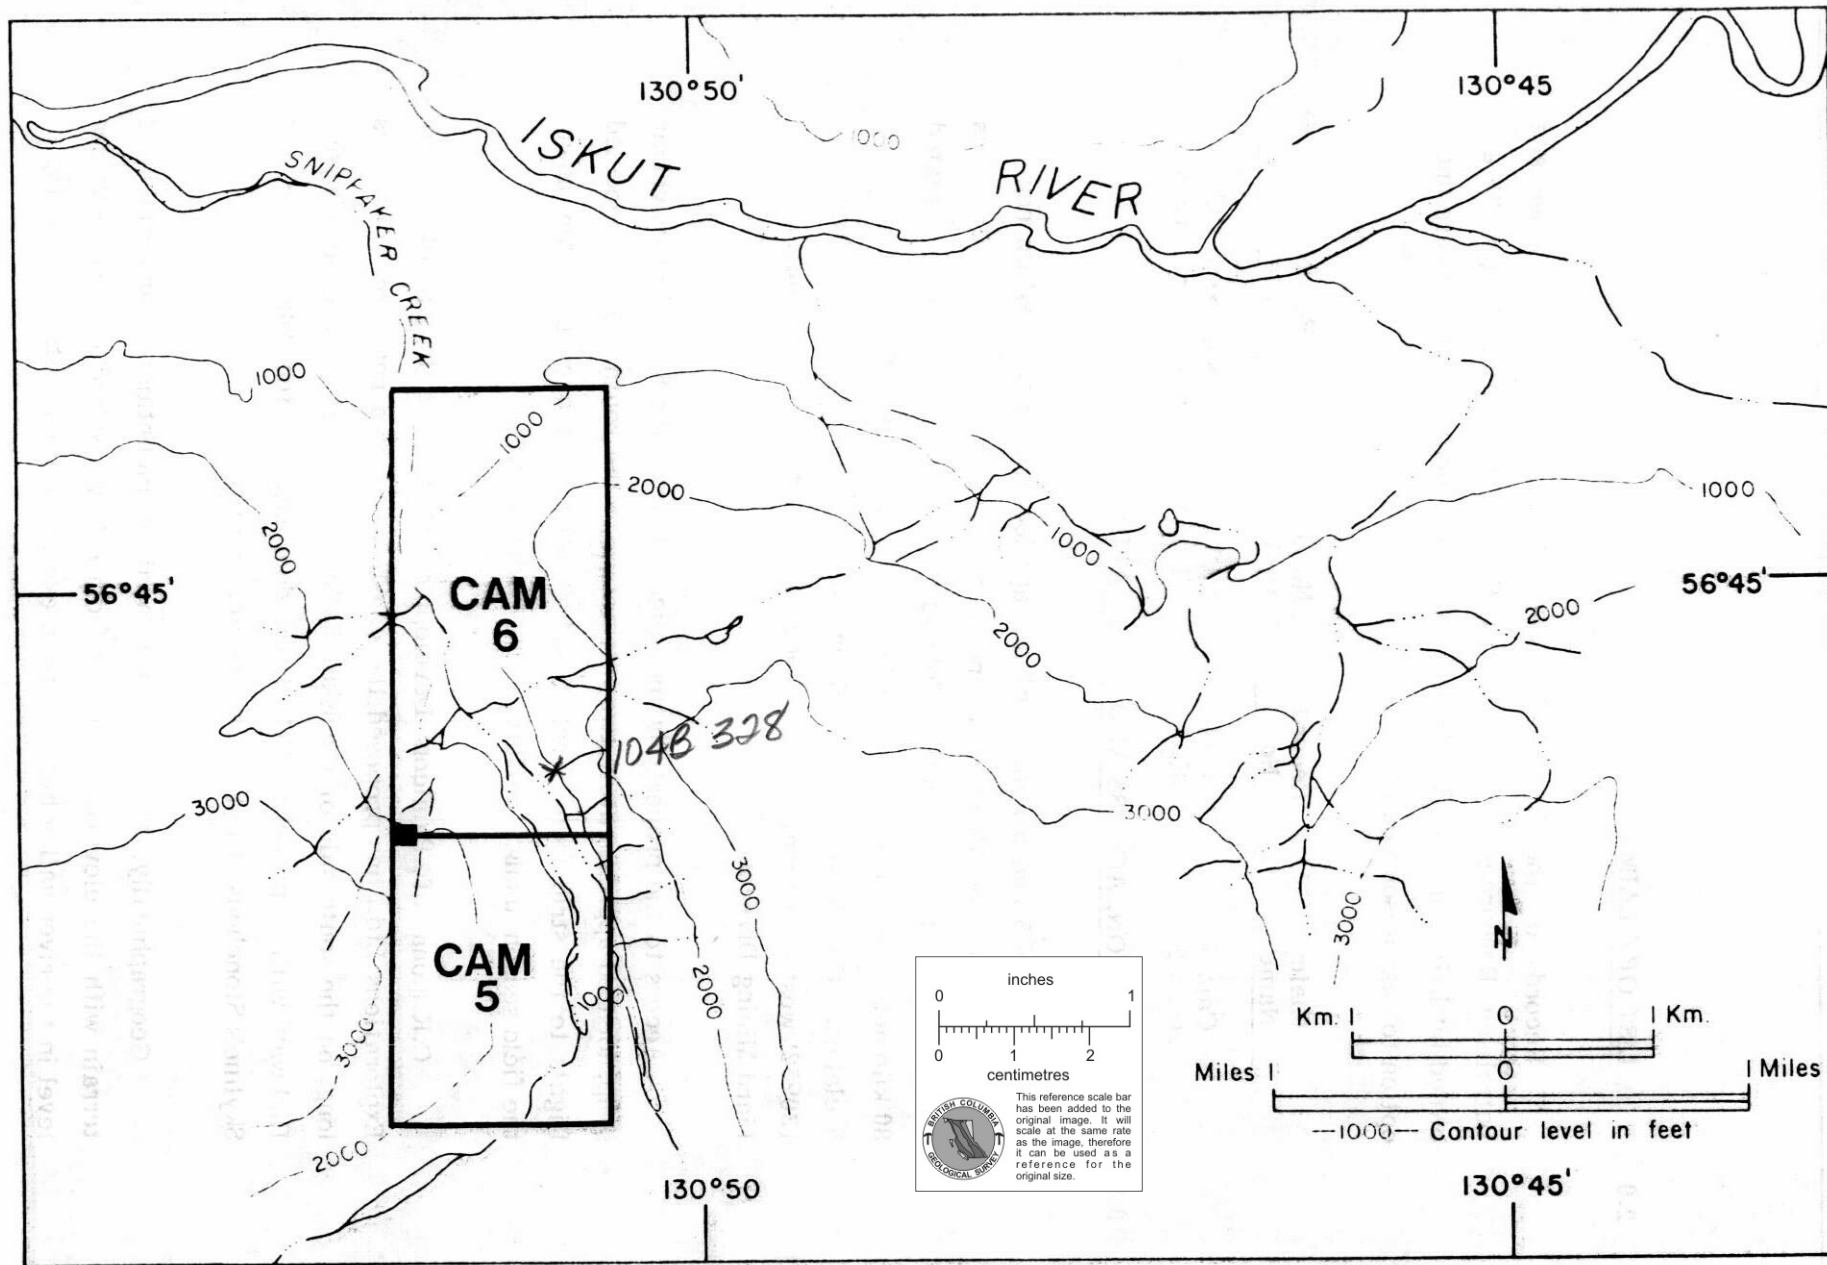 130°50'
130°45
1000
ISKUT RIVER
SNIPPAKER CREEK
1000
1000
2000
1000
2000
1000
56°45'
CAM
6
56°45'
2000
2000
104B 328
3000
3000
3000
3000
CAM
5
1000
2000
3000
2000
N
inches
0 1
0 1 2
centimetres
This reference scale bar
has been added to the
original image. It will
scale at the same rate
as the image, therefore
it can be used as a
reference for the
original size.
BRITISH COLUMBIA
GEOLOGICAL SURVEY
Km. 1 0 1 Km.
Miles 1 0 1 Miles
---1000--- Contour level in feet
130°50
130°45'